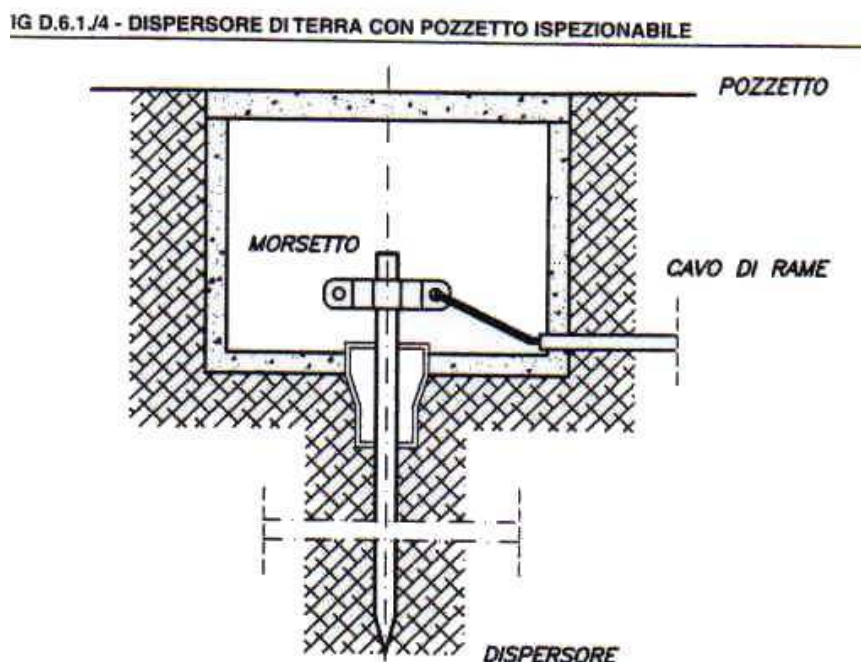 IG D.6.1./4 - DISPERSORE DI TERRA CON POZZETTO ISPEZIONABILE
POZZETTO
MORSETTO
CAVO DI RAME
DISPERSORE